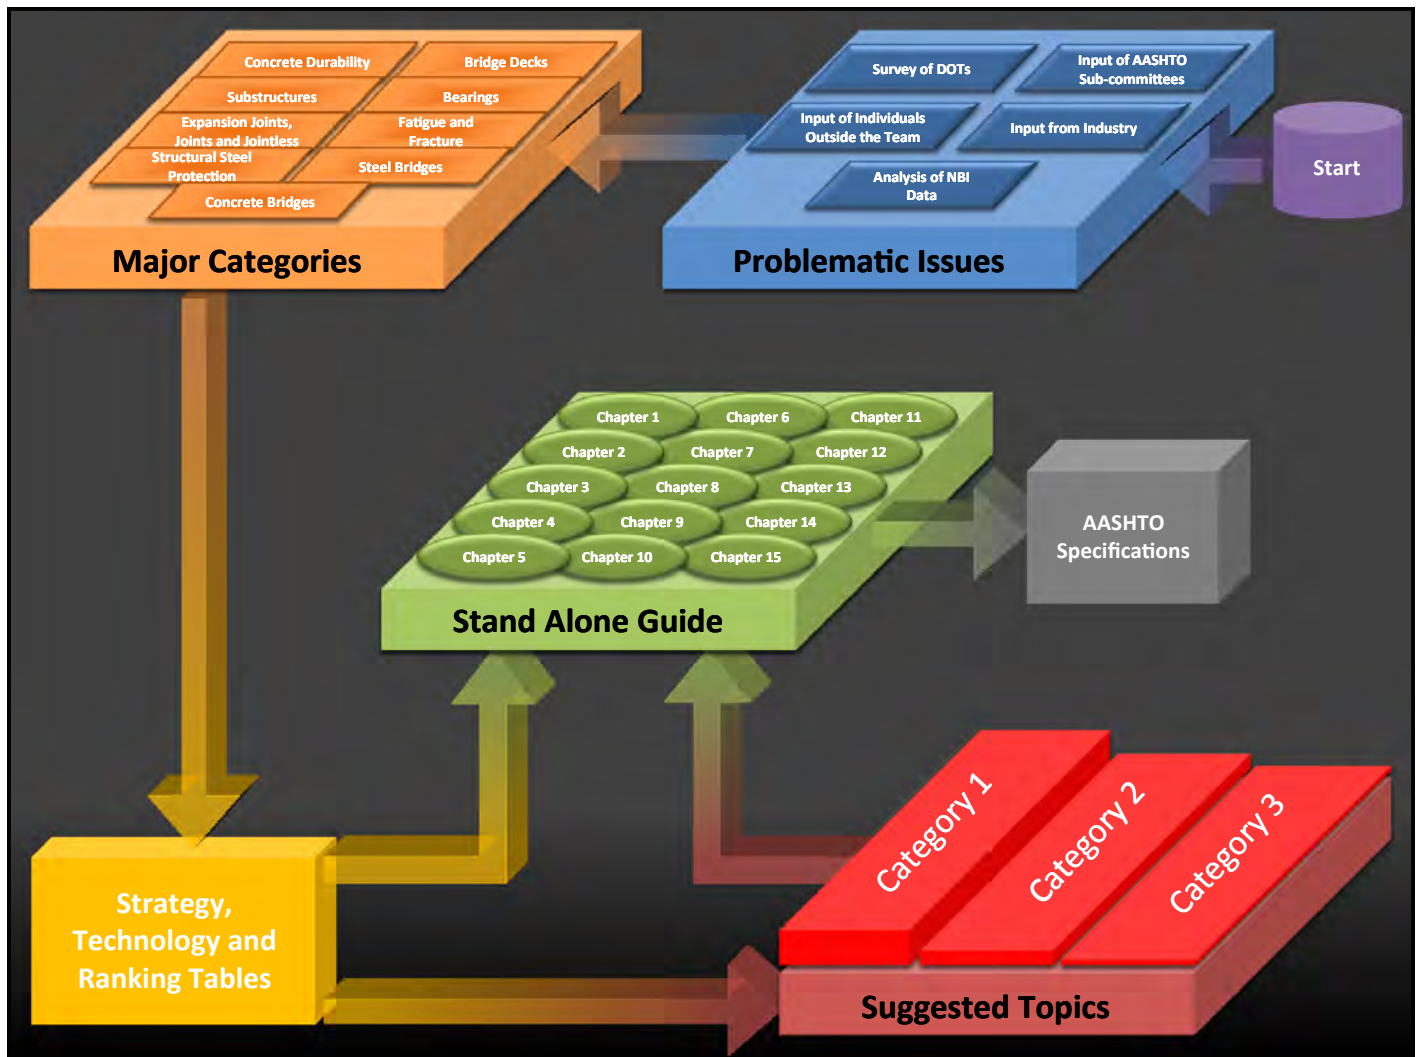 Concrete Durability
Bridge Decks
Substructures
Bearings
Expansion Joints,
Joints and Jointless
Fatigue and
Fracture
Structural Steel
Protection
Steel Bridges
Concrete Bridges
Major Categories
Survey of DOTs
Input of AASHTO
Sub-committees
Input of Individuals
Outside the Team
Input from Industry
Analysis of NBI
Data
Problematic Issues
Start
Chapter 1
Chapter 6
Chapter 11
Chapter 2
Chapter 7
Chapter 12
Chapter 3
Chapter 8
Chapter 13
Chapter 4
Chapter 9
Chapter 14
Chapter 5
Chapter 10
Chapter 15
Stand Alone Guide
AASHTO
Specifications
Strategy,
Technology and
Ranking Tables
Category 1
Category 2
Category 3
Suggested Topics